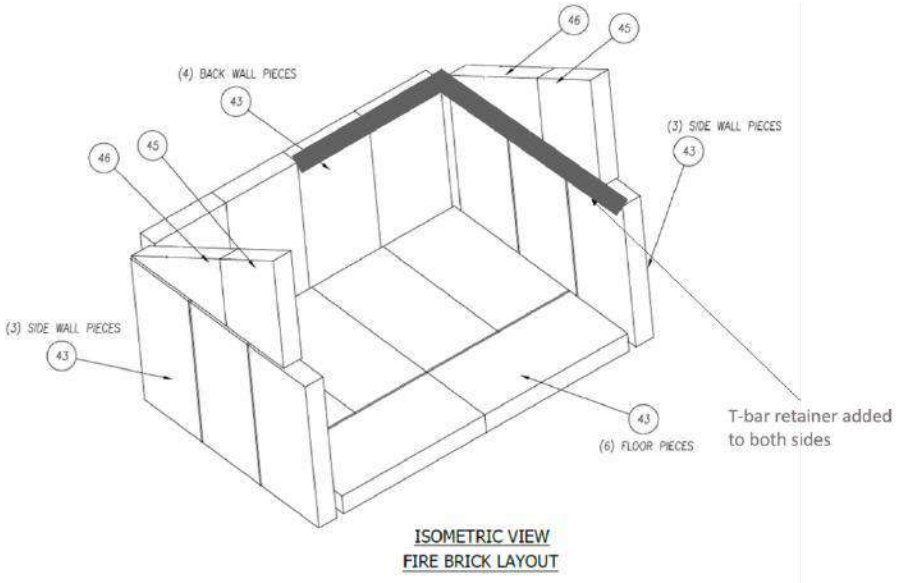 46
45
(4) BACK WALL PIECES
43
(3) SIDE WALL PIECES
43
46
45
(3) SIDE WALL PIECES
43
43
(6) FLOOR PIECES
T-bar retainer added
to both sides
ISOMETRIC VIEW
FIRE BRICK LAYOUT